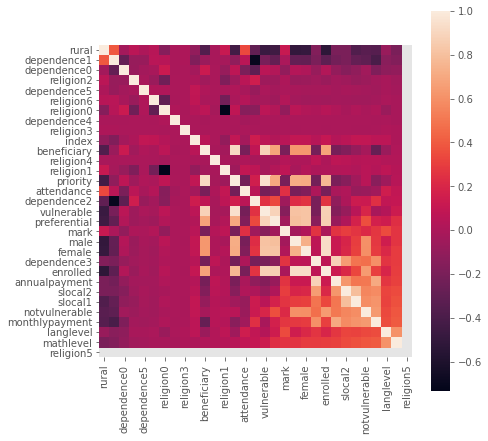 rural
dependence1
dependence0
religion2
dependence5
religion6
religion0
dependence4
religion3
index
beneficiary
religion4
religion1
priority
attendance
dependence2
vulnerable
preferential
mark
male
female
dependence3
enrolled
annualpayment
slocal2
slocal1
notvulnerable
monthlypayment
langlevel
mathlevel
religion5
rural
dependence0
dependence5
religion0
religion3
beneficiary
religion1
attendance
vulnerable
mark
female
enrolled
slocal2
notvulnerable
langlevel
religion5
1.0
0.8
0.6
0.4
0.2
0.0
−0.2
−0.4
−0.6